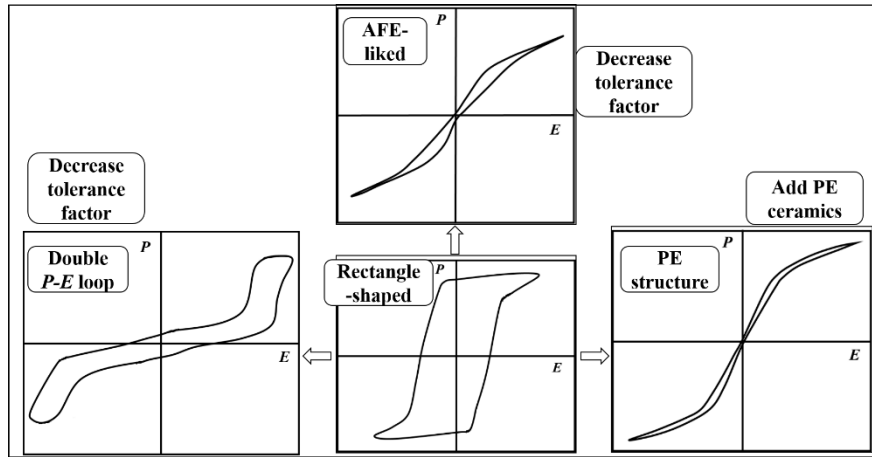 AFE-
liked
P
E
Decrease
tolerance
factor
Decrease
tolerance
factor
Double
P-E loop
P
E
Rectangle
-shaped
P
E
Add PE
ceramics
PE
structure
P
E